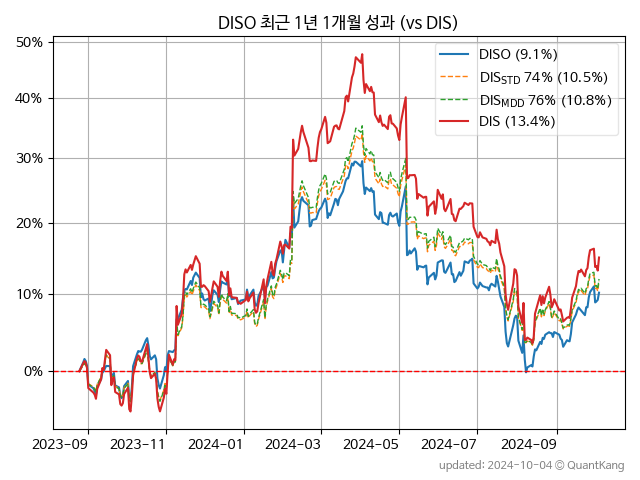 DISO 최근 1년 1개월 성과 (vs DIS)
50%
40%
30%
20%
10%
0%
DISO (9.1%)
DIS_STD 74% (10.5%)
DIS_MDD 76% (10.8%)
DIS (13.4%)
2023-09 2023-11 2024-01 2024-03 2024-05 2024-07 2024-09
updated: 2024-10-04 © QuantKang